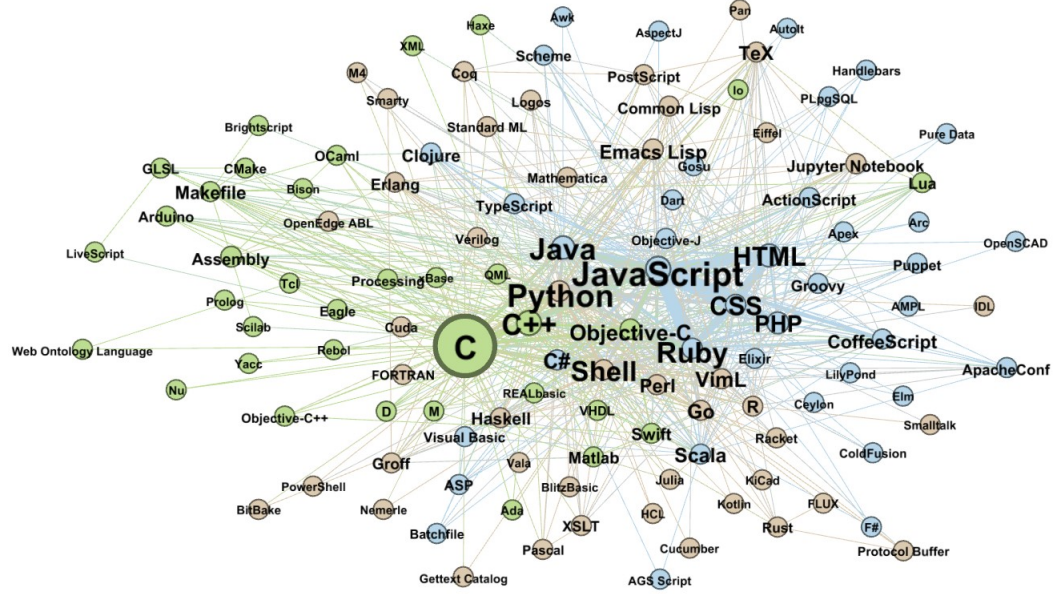 Pan
Awk
Haxe
AspectJ
AutoIt
XML
Scheme
TeX
M4
Coq
PostScript
Handlebars
Io
Smarty
Logos
Common Lisp
PLpgSQL
Brightscript
Standard ML
Eiffel
Pure Data
GLSL
CMake
OCaml
Clojure
Emacs Lisp
Gosu
Jupyter Notebook
Makefile
Bison
Erlang
Mathematica
Lua
Arduino
OpenEdge ABL
TypeScript
Dart
ActionScript
Arc
LiveScript
Verilog
Objective-J
Apex
OpenSCAD
Assembly
Java
HTML
Puppet
Tcl
Processing
xBase
QML
JavaScript
Groovy
Prolog
Eagle
Python
CSS
AMPL
IDL
Scilab
Cuda
C++
Objective-C
PHP
Web Ontology Language
Rebol
C
CoffeeScript
Yacc
C#
Ruby
Elixir
FORTRAN
Shell
VimL
LilyPond
ApacheConf
Nu
REALbasic
Perl
Elm
Objective-C++
D
M
Haskell
VHDL
Go
R
Ceylon
Smalltalk
Visual Basic
Swift
Racket
Groff
Vala
Matlab
Scala
ColdFusion
PowerShell
ASP
BlitzBasic
Julia
KiCad
BitBake
Nemerle
Ada
HCL
Kotlin
FLUX
Batchfile
XSLT
Rust
F#
Pascal
Cucumber
Protocol Buffer
Gettext Catalog
AGS Script